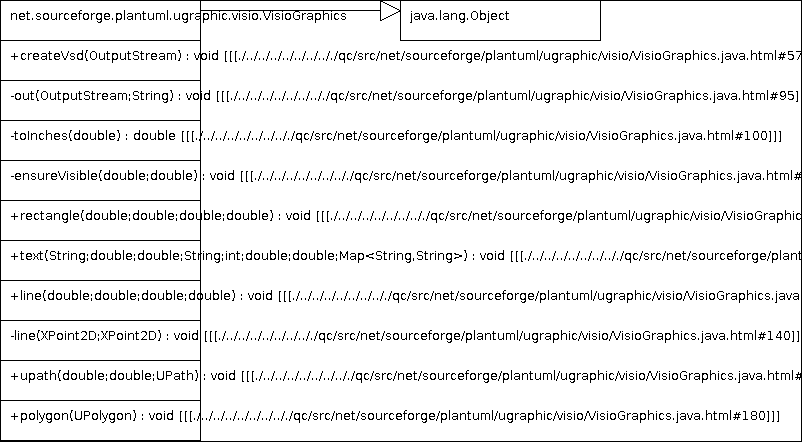 net.sourceforge.plantuml.ugraphic.visio.VisioGraphics
java.lang.Object
+createVsd(OutputStream) : void [[[./../../../../../../../../qc/src/net/sourceforge/plantuml/ugraphic/visio/VisioGraphics.java.html#57
-out(OutputStream;String) : void [[[./../../../../../../../../qc/src/net/sourceforge/plantuml/ugraphic/visio/VisioGraphics.java.html#95]
-toInches(double) : double [[[./../../../../../../../../qc/src/net/sourceforge/plantuml/ugraphic/visio/VisioGraphics.java.html#100]]]
-ensureVisible(double;double) : void [[[./../../../../../../../../qc/src/net/sourceforge/plantuml/ugraphic/visio/VisioGraphics.java.html#
+rectangle(double;double;double;double) : void [[[./../../../../../../../../qc/src/net/sourceforge/plantuml/ugraphic/visio/VisioGraphic
+text(String;double;double;String;int;double;double;Map<String,String>) : void [[[./../../../../../../../../qc/src/net/sourceforge/plant
+line(double;double;double;double) : void [[[./../../../../../../../../qc/src/net/sourceforge/plantuml/ugraphic/visio/VisioGraphics.java
-line(XPoint2D;XPoint2D) : void [[[./../../../../../../../../qc/src/net/sourceforge/plantuml/ugraphic/visio/VisioGraphics.java.html#140]]
+upath(double;double;UPath) : void [[[./../../../../../../../../qc/src/net/sourceforge/plantuml/ugraphic/visio/VisioGraphics.java.html#
+polygon(UPolygon) : void [[[./../../../../../../../../qc/src/net/sourceforge/plantuml/ugraphic/visio/VisioGraphics.java.html#180]]]